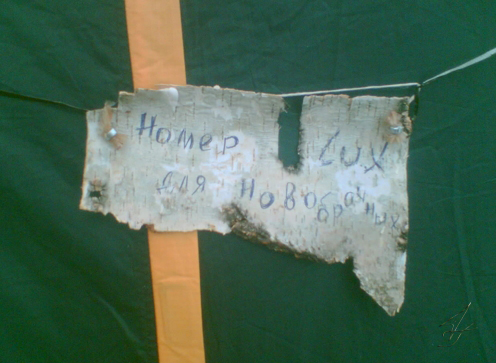 Номер Lux
для Новобрачных